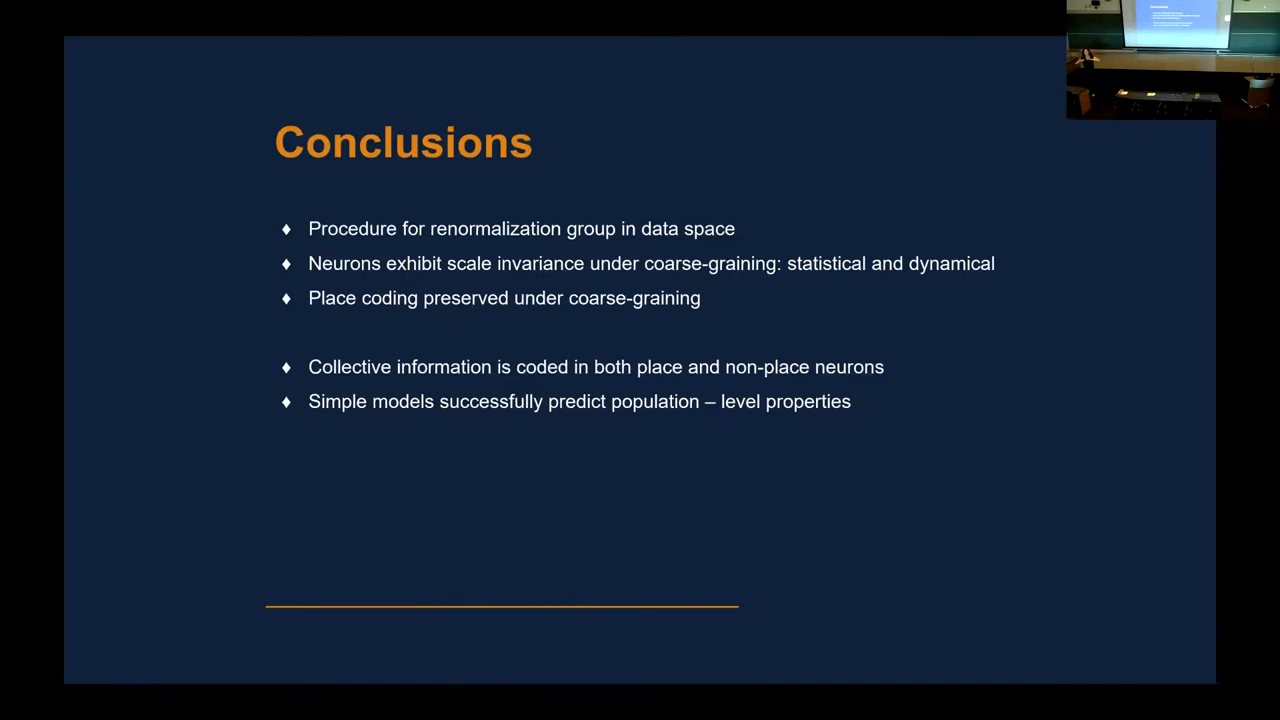 Conclusions
♦ Procedure for renormalization group in data space
♦ Neurons exhibit scale invariance under coarse-graining: statistical and dynamical
♦ Place coding preserved under coarse-graining
♦ Collective information is coded in both place and non-place neurons
♦ Simple models successfully predict population – level properties